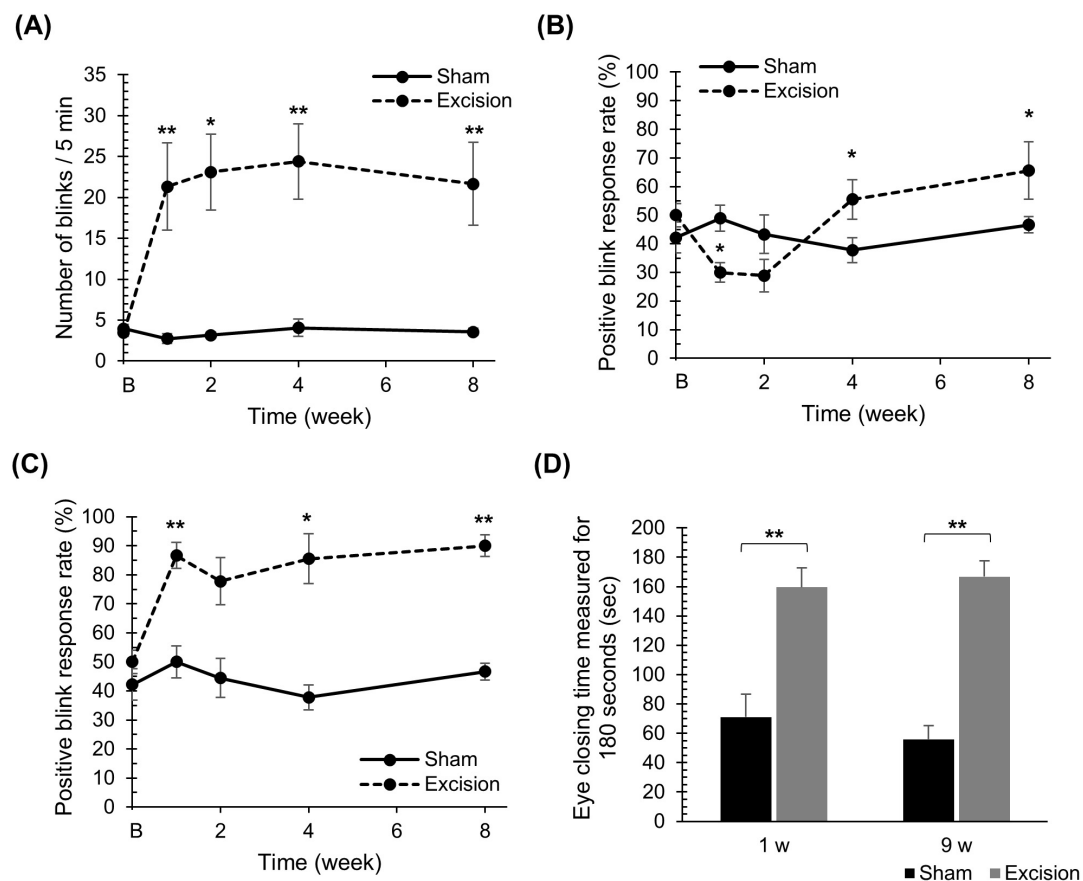 (A)
Number of blinks / 5 min
35
30
25
20
15
10
5
0
Sham
Excision
**
*
**
**
B
2
4
6
8
Time (week)
(B)
Positive blink response rate (%)
100
90
80
70
60
50
40
30
20
10
0
Sham
Excision
*
*
*
B
2
4
6
8
Time (week)
(C)
Positive blink response rate (%)
100
90
80
70
60
50
40
30
20
10
0
**
*
**
Sham
Excision
B
2
4
6
8
Time (week)
(D)
Eye closing time measured for
180 seconds (sec)
200
180
160
140
120
100
80
60
40
20
0
**
**
1 w
9 w
Sham
Excision